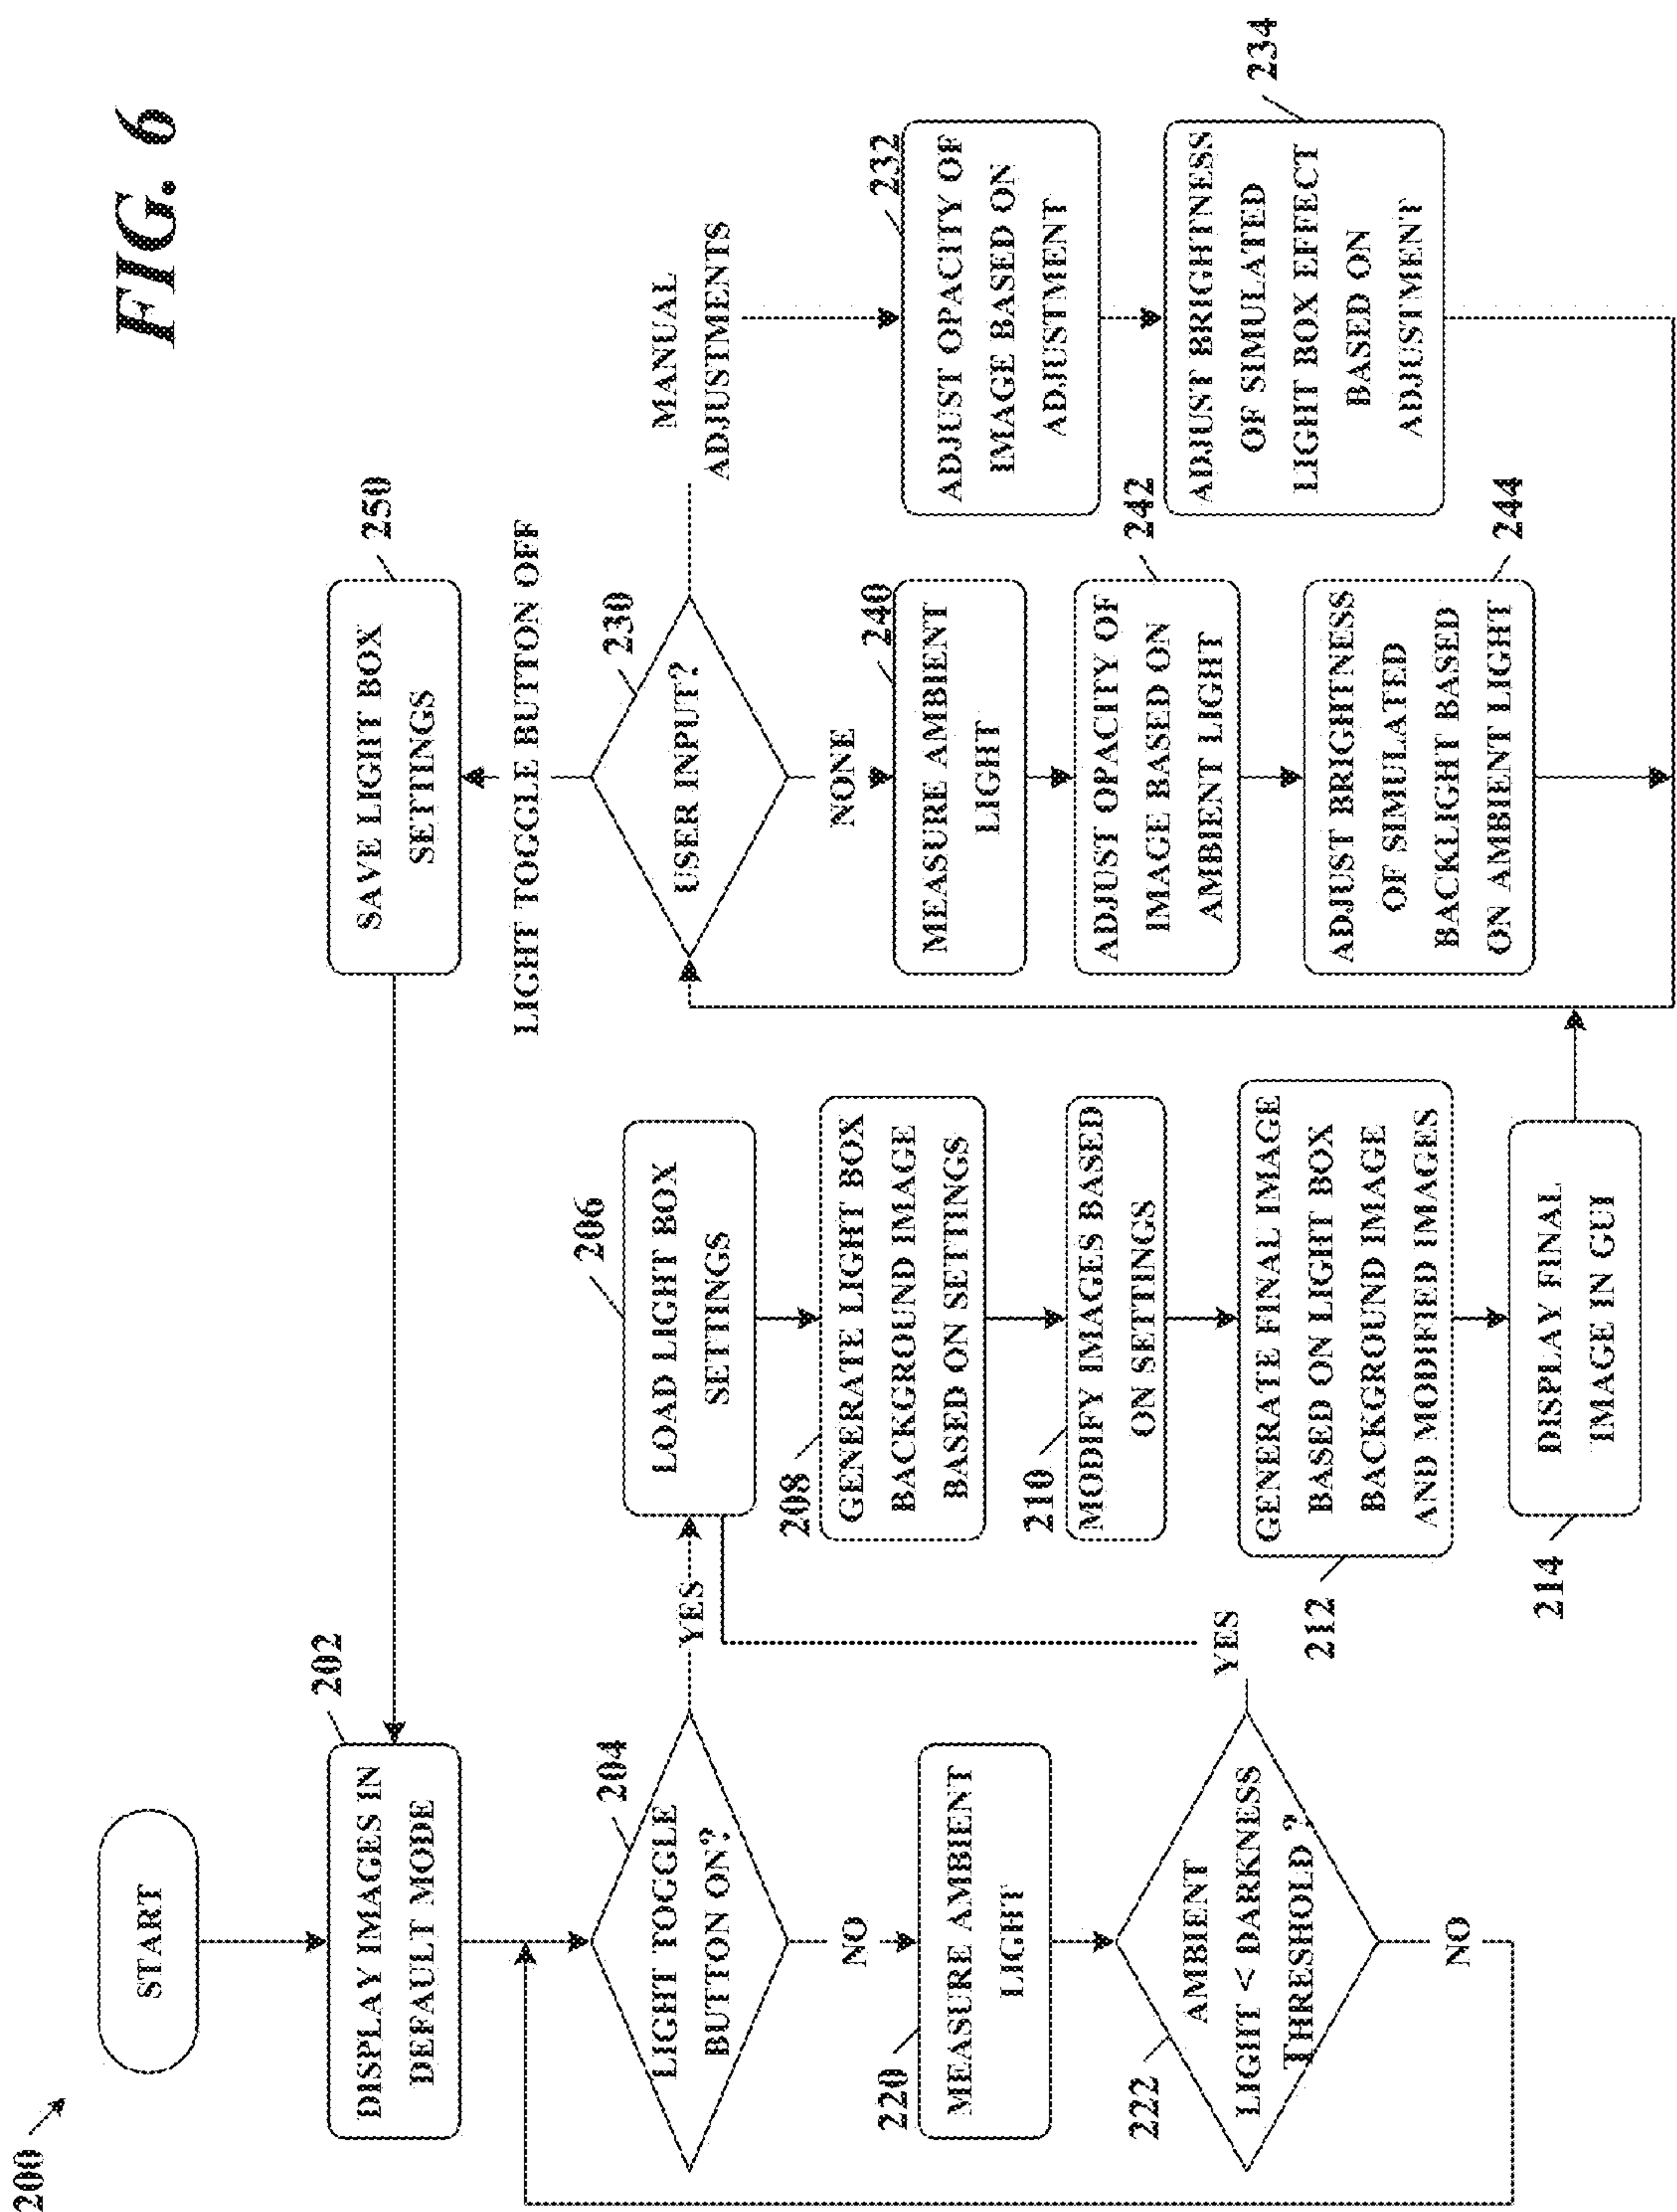 FIG. 6
200
START
DISPLAY IMAGES IN
DEFAULT MODE
202
LIGHT TOGGLE
BUTTON ON?
204
YES
NO
MEASURE AMBIENT
LIGHT
220
AMBIENT
LIGHT < DARKNESS
THRESHOLD ?
222
YES
NO
LOAD LIGHT BOX
SETTINGS
206
GENERATE LIGHT BOX
BACKGROUND IMAGE
BASED ON SETTINGS
208
MODIFY IMAGES BASED
ON SETTINGS
210
GENERATE FINAL IMAGE
BASED ON LIGHT BOX
BACKGROUND IMAGE
AND MODIFIED IMAGES
212
DISPLAY FINAL
IMAGE IN GUI
214
SAVE LIGHT BOX
SETTINGS
250
LIGHT TOGGLE BUTTON OFF
USER INPUT?
230
NONE
MEASURE AMBIENT
LIGHT
240
ADJUST OPACITY OF
IMAGE BASED ON
AMBIENT LIGHT
242
ADJUST BRIGHTNESS
OF SIMULATED
BACKLIGHT BASED
ON AMBIENT LIGHT
244
MANUAL
ADJUSTMENTS
ADJUST OPACITY OF
IMAGE BASED ON
ADJUSTMENT
232
ADJUST BRIGHTNESS
OF SIMULATED
LIGHT BOX EFFECT
BASED ON
ADJUSTMENT
234